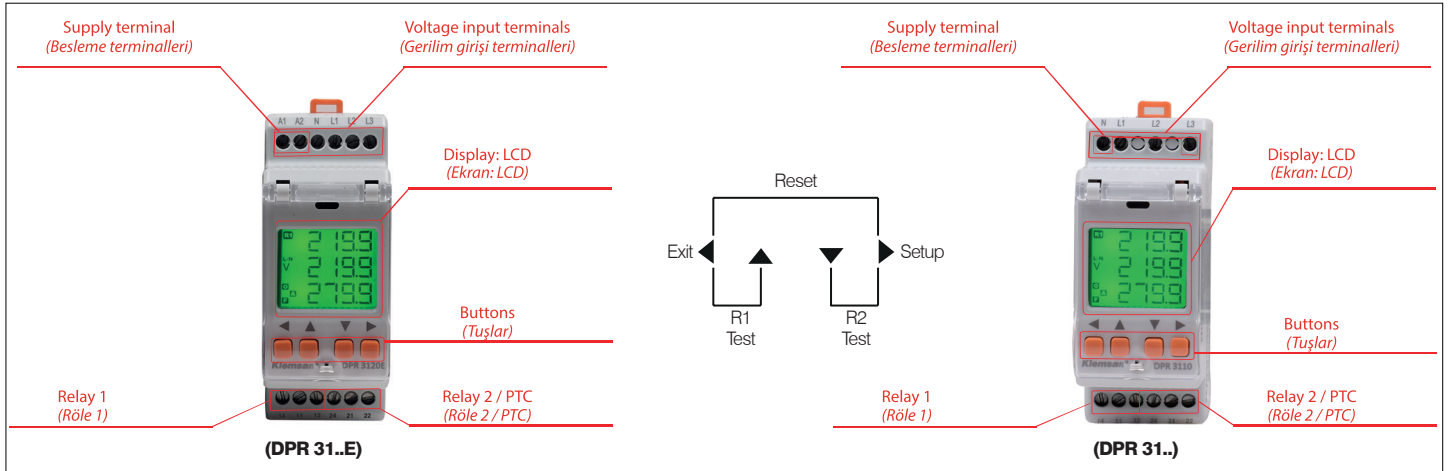 Supply terminal
(Besleme terminalleri)
Voltage input terminals
(Gerilim girişi terminalleri)
A1 A2 N L1 L2 L3
Display: LCD
(Ekran: LCD)
219.9
L-N
V
219.9
279.9
Buttons
(Tuşlar)
Klemsan
DPR 3120E
Relay 1
(Röle 1)
Relay 2 / PTC
(Röle 2 / PTC)
21 22
(DPR 31..E)
Reset
Exit
Setup
R1
Test
R2
Test
Supply terminal
(Besleme terminalleri)
Voltage input terminals
(Gerilim girişi terminalleri)
N L1 L2 L3
Display: LCD
(Ekran: LCD)
219.9
L-N
V
219.9
279.9
Buttons
(Tuşlar)
Klemsan
DPR 3110
Relay 1
(Röle 1)
Relay 2 / PTC
(Röle 2 / PTC)
(DPR 31..)